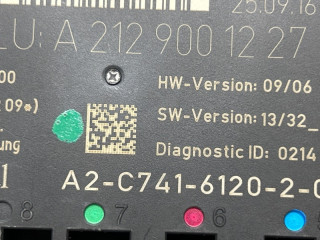 25.09.16
LU: A 212 900 12 27
00
HW-Version: 09/06
09*)
SW-Version: 13/32_
ung
Diagnostic ID: 0214
A2-C741-6120-2-0
8 7 6